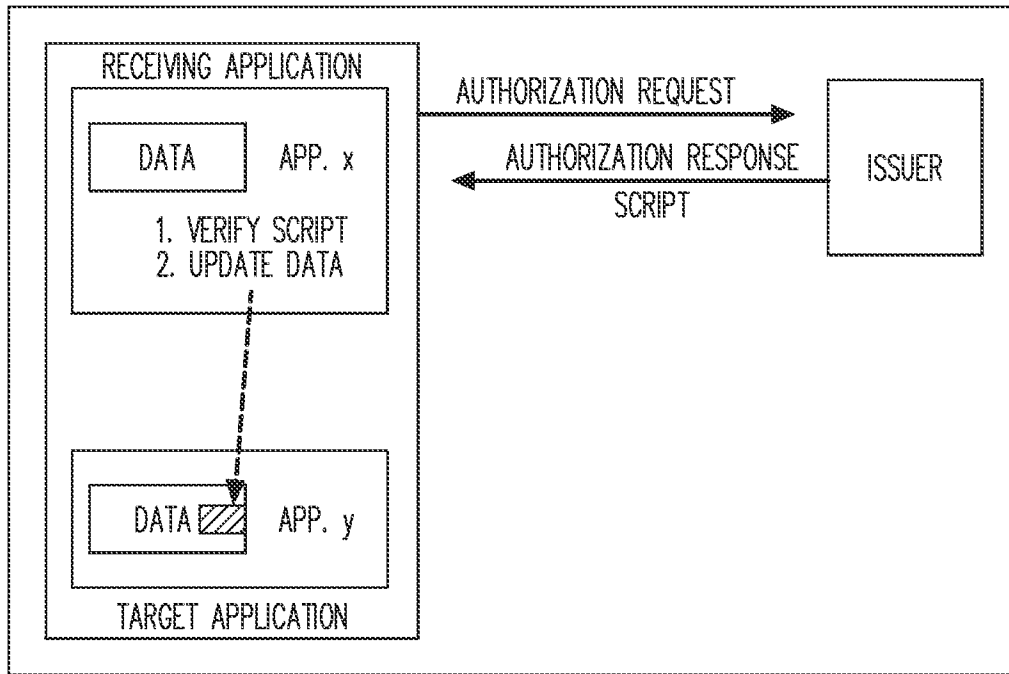 RECEIVING APPLICATION
DATA APP. x
1. VERIFY SCRIPT
2. UPDATE DATA
AUTHORIZATION REQUEST
AUTHORIZATION RESPONSE
SCRIPT
ISSUER
DATA APP. y
TARGET APPLICATION